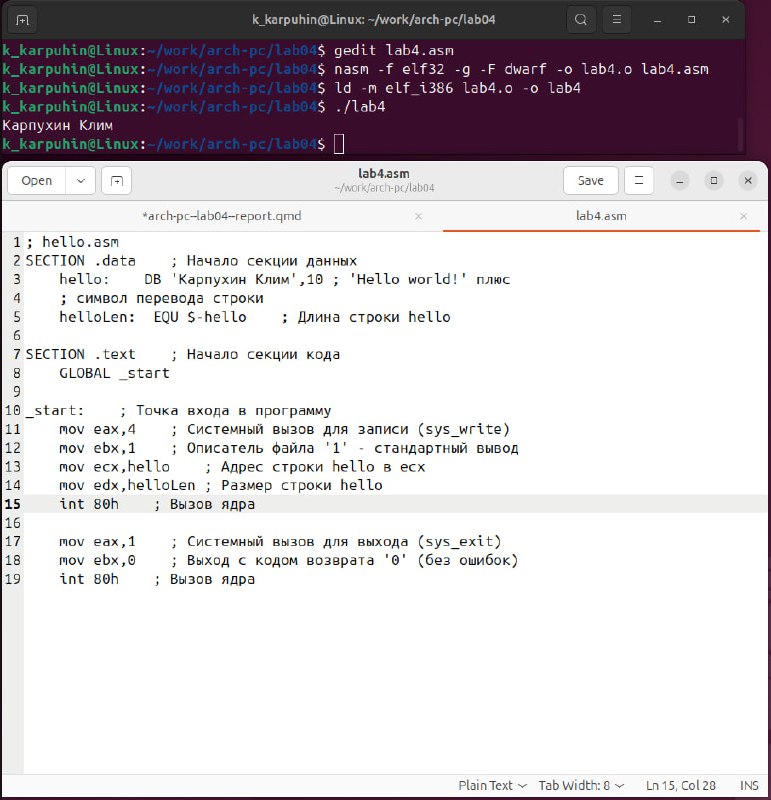 k_karpuhin@Linux: ~/work/arch-pc/lab04
k_karpuhin@Linux:~/work/arch-pc/lab04$ gedit lab4.asm
k_karpuhin@Linux:~/work/arch-pc/lab04$ nasm -f elf32 -g -F dwarf -o lab4.o lab4.asm
k_karpuhin@Linux:~/work/arch-pc/lab04$ ld -m elf_i386 lab4.o -o lab4
k_karpuhin@Linux:~/work/arch-pc/lab04$ ./lab4
Карпухин Клим
k_karpuhin@Linux:~/work/arch-pc/lab04$
Open lab4.asm Save
~/work/arch-pc/lab04
*arch-pc--lab04--report.qmd lab4.asm
1 ; hello.asm
2 SECTION .data    ; Начало секции данных
3     hello:    DB 'Карпухин Клим',10 ; 'Hello world!' плюс
4     ; символ перевода строки
5     helloLen:  EQU $-hello    ; Длина строки hello
6
7 SECTION .text    ; Начало секции кода
8     GLOBAL _start
9
10 _start:    ; Точка входа в программу
11     mov eax,4    ; Системный вызов для записи (sys_write)
12     mov ebx,1    ; Описатель файла '1' - стандартный вывод
13     mov ecx,hello    ; Адрес строки hello в ecx
14     mov edx,helloLen ; Размер строки hello
15     int 80h    ; Вызов ядра
16
17     mov eax,1    ; Системный вызов для выхода (sys_exit)
18     mov ebx,0    ; Выход с кодом возврата '0' (без ошибок)
19     int 80h    ; Вызов ядра
Plain Text Tab Width: 8 Ln 15, Col 28 INS